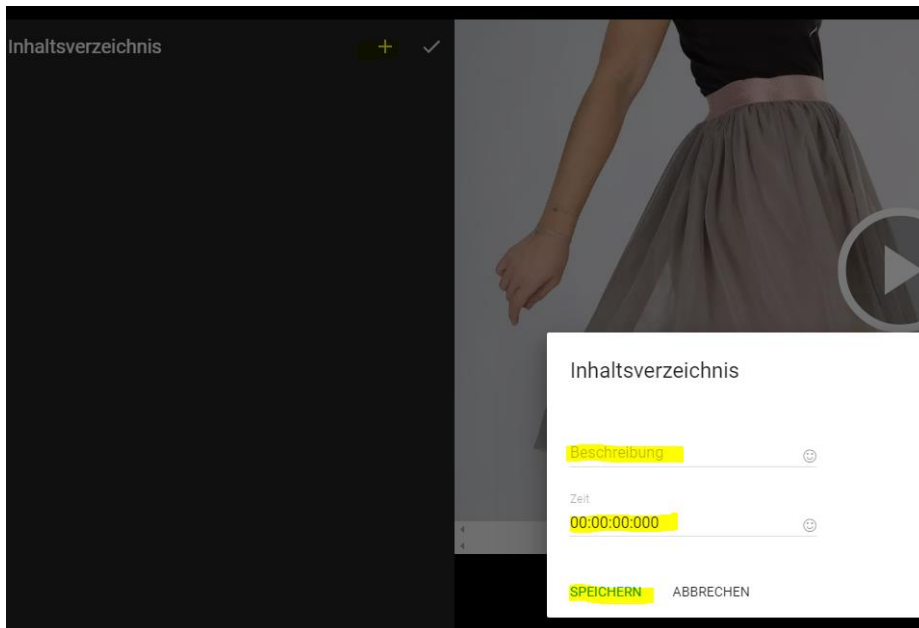 Inhaltsverzeichnis
Inhaltsverzeichnis
Beschreibung
Zeit
00:00:00:000
SPEICHERN ABBRECHEN